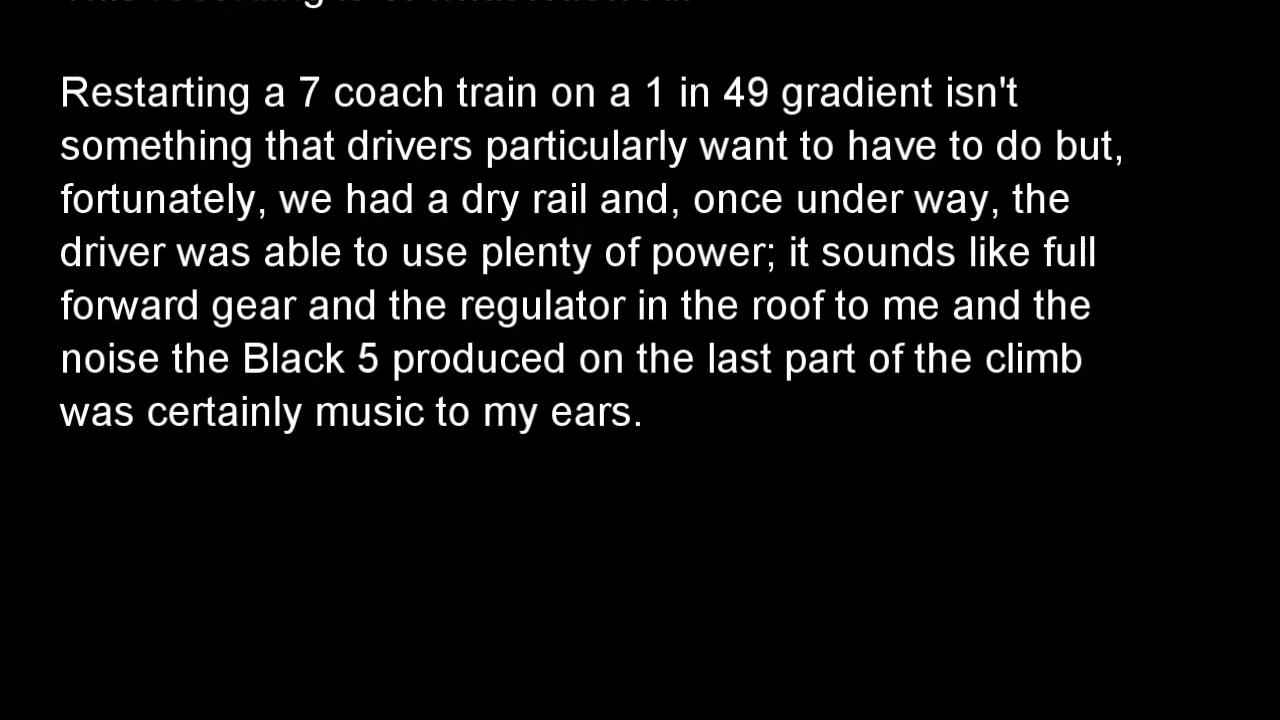 Restarting a 7 coach train on a 1 in 49 gradient isn't
something that drivers particularly want to have to do but,
fortunately, we had a dry rail and, once under way, the
driver was able to use plenty of power; it sounds like full
forward gear and the regulator in the roof to me and the
noise the Black 5 produced on the last part of the climb
was certainly music to my ears.